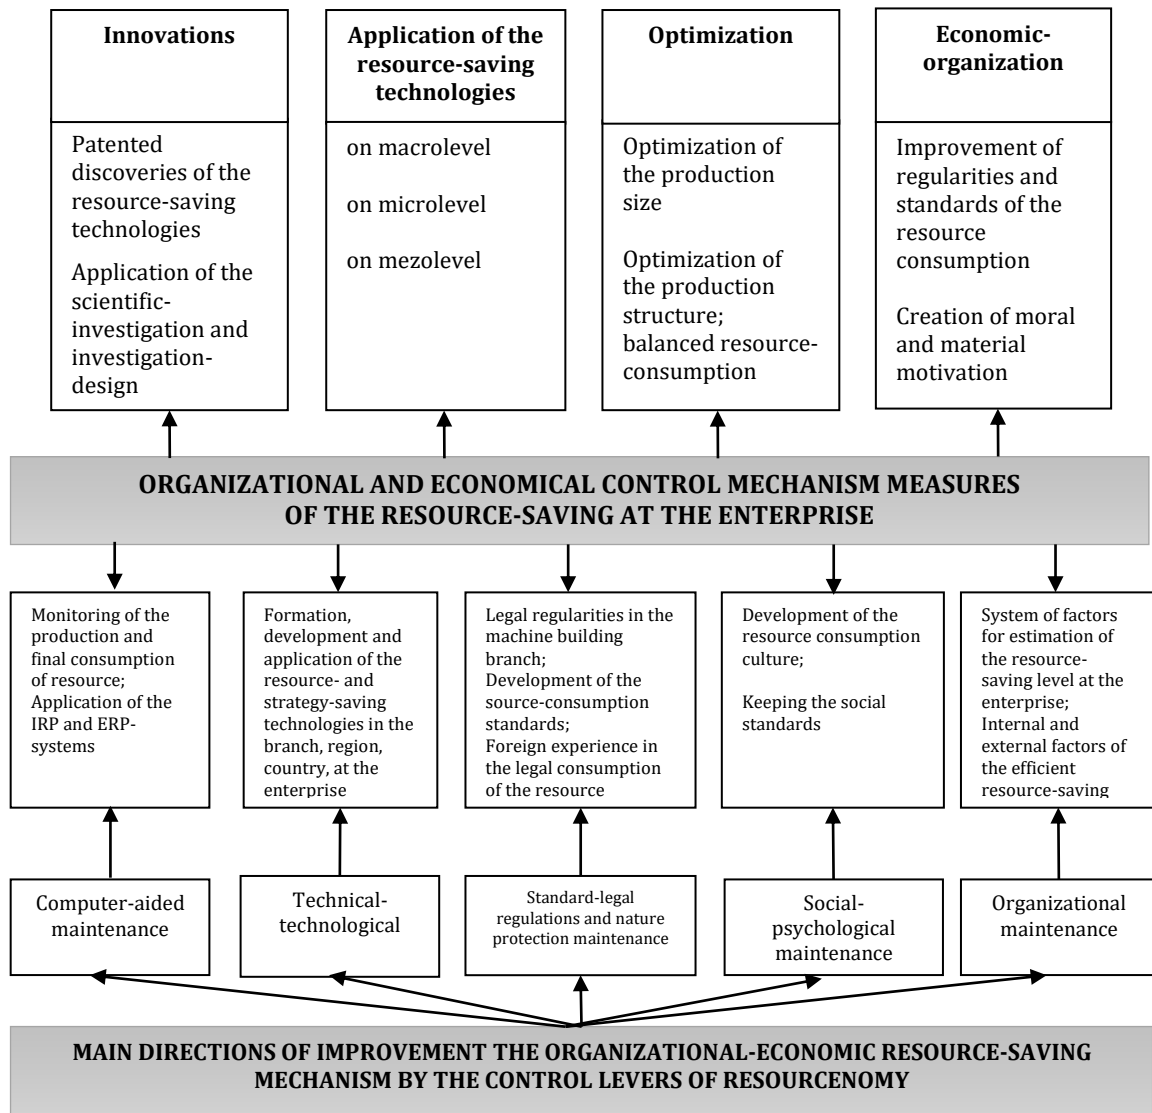 Innovations
Patented
discoveries of the
resource-saving
technologies
Application of the
scientific-
investigation and
investigation-
design
Application of the
resource-saving
technologies
on macrolevel
on microlevel
on mezolevel
Optimization
Optimization of
the production
size
Optimization of
the production
structure;
balanced resource-
consumption
Economic-
organization
Improvement of
regularities and
standards of the
resource
consumption
Creation of moral
and material
motivation
ORGANIZATIONAL AND ECONOMICAL CONTROL MECHANISM MEASURES
OF THE RESOURCE-SAVING AT THE ENTERPRISE
Monitoring of the
production and
final consumption
of resource;
Application of the
IRP and ERP-
systems
Formation,
development and
application of the
resource- and
strategy-saving
technologies in the
branch, region,
country, at the
enterprise
Legal regularities in the
machine building
branch;
Development of the
source-consumption
standards;
Foreign experience in
the legal consumption
of the resource
Development of the
resource consumption
culture;
Keeping the social
standards
System of factors
for estimation of
the resource-
saving level at the
enterprise;
Internal and
external factors of
the efficient
resource-saving
Computer-aided
maintenance
Technical-
technological
Standard-legal
regulations and nature
protection maintenance
Social-
psychological
maintenance
Organizational
maintenance
MAIN DIRECTIONS OF IMPROVEMENT THE ORGANIZATIONAL-ECONOMIC RESOURCE-SAVING
MECHANISM BY THE CONTROL LEVERS OF RESOURCENOMY